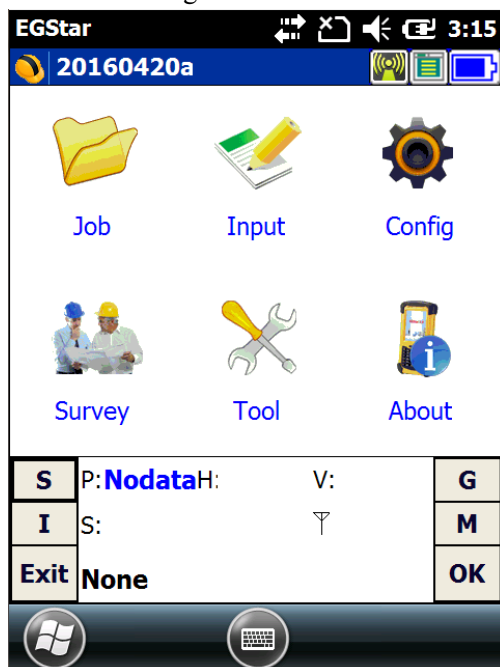 EGStar 3:15
20160420a
Job Input Config
Survey Tool About
S P:NodataH: V: G
I S: M
Exit None OK